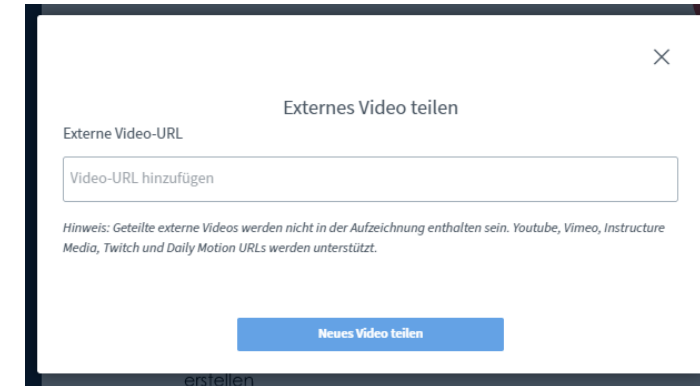 Externes Video teilen
Externe Video-URL
Video-URL hinzufügen
Hinweis: Geteilte externe Videos werden nicht in der Aufzeichnung enthalten sein. Youtube, Vimeo, Instructure
Media, Twitch und Daily Motion URLs werden unterstützt.
Neues Video teilen
erstellen